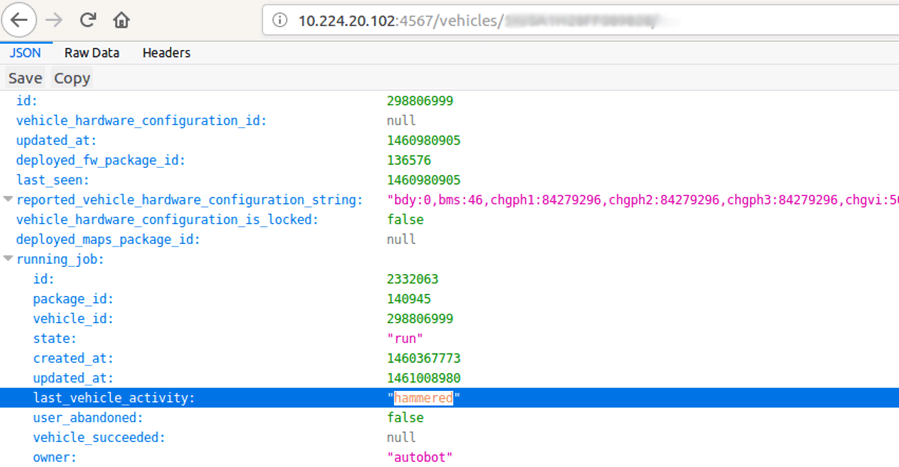 10.224.20.102:4567/vehicles/
JSON Raw Data Headers
Save Copy
id: 298806999
vehicle_hardware_configuration_id: null
updated_at: 1460980905
deployed_fw_package_id: 136576
last_seen: 1460980905
reported_vehicle_hardware_configuration_string: "bdy:0,bms:46,chgph1:84279296,chgph2:84279296,chgph3:84279296,chgvi:50
vehicle_hardware_configuration_is_locked: false
deployed_maps_package_id: null
running_job:
id: 2332063
package_id: 140945
vehicle_id: 298806999
state: "run"
created_at: 1460367773
updated_at: 1461008980
last_vehicle_activity: "hammered"
user_abandoned: false
vehicle_succeeded: null
owner: "autobot"